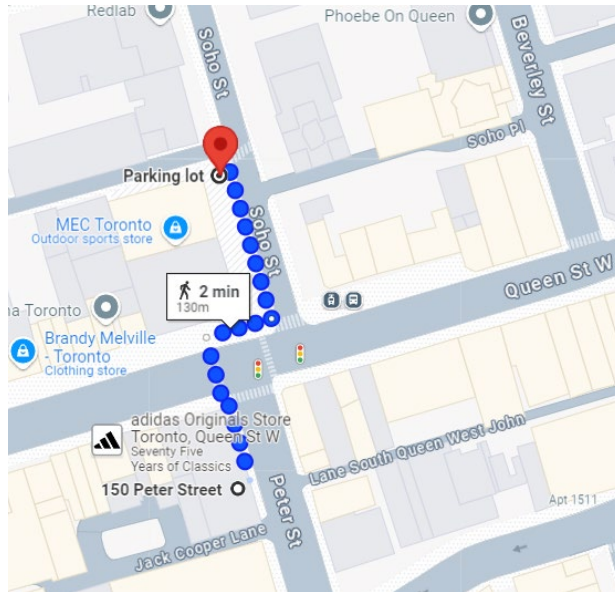 Redlab
Phoebe On Queen
Soho St
Beverley St
Soho Pl
Parking lot
MEC Toronto
Outdoor sports store
Soho St
2 min
130m
Queen St W
na Toronto
Brandy Melville
- Toronto
Clothing store
adidas Originals Store
Toronto, Queen St W
Seventy Five
Years of Classics
Lane South Queen West John
150 Peter Street
Peter St
Apt 1511
Jack Cooper Lane